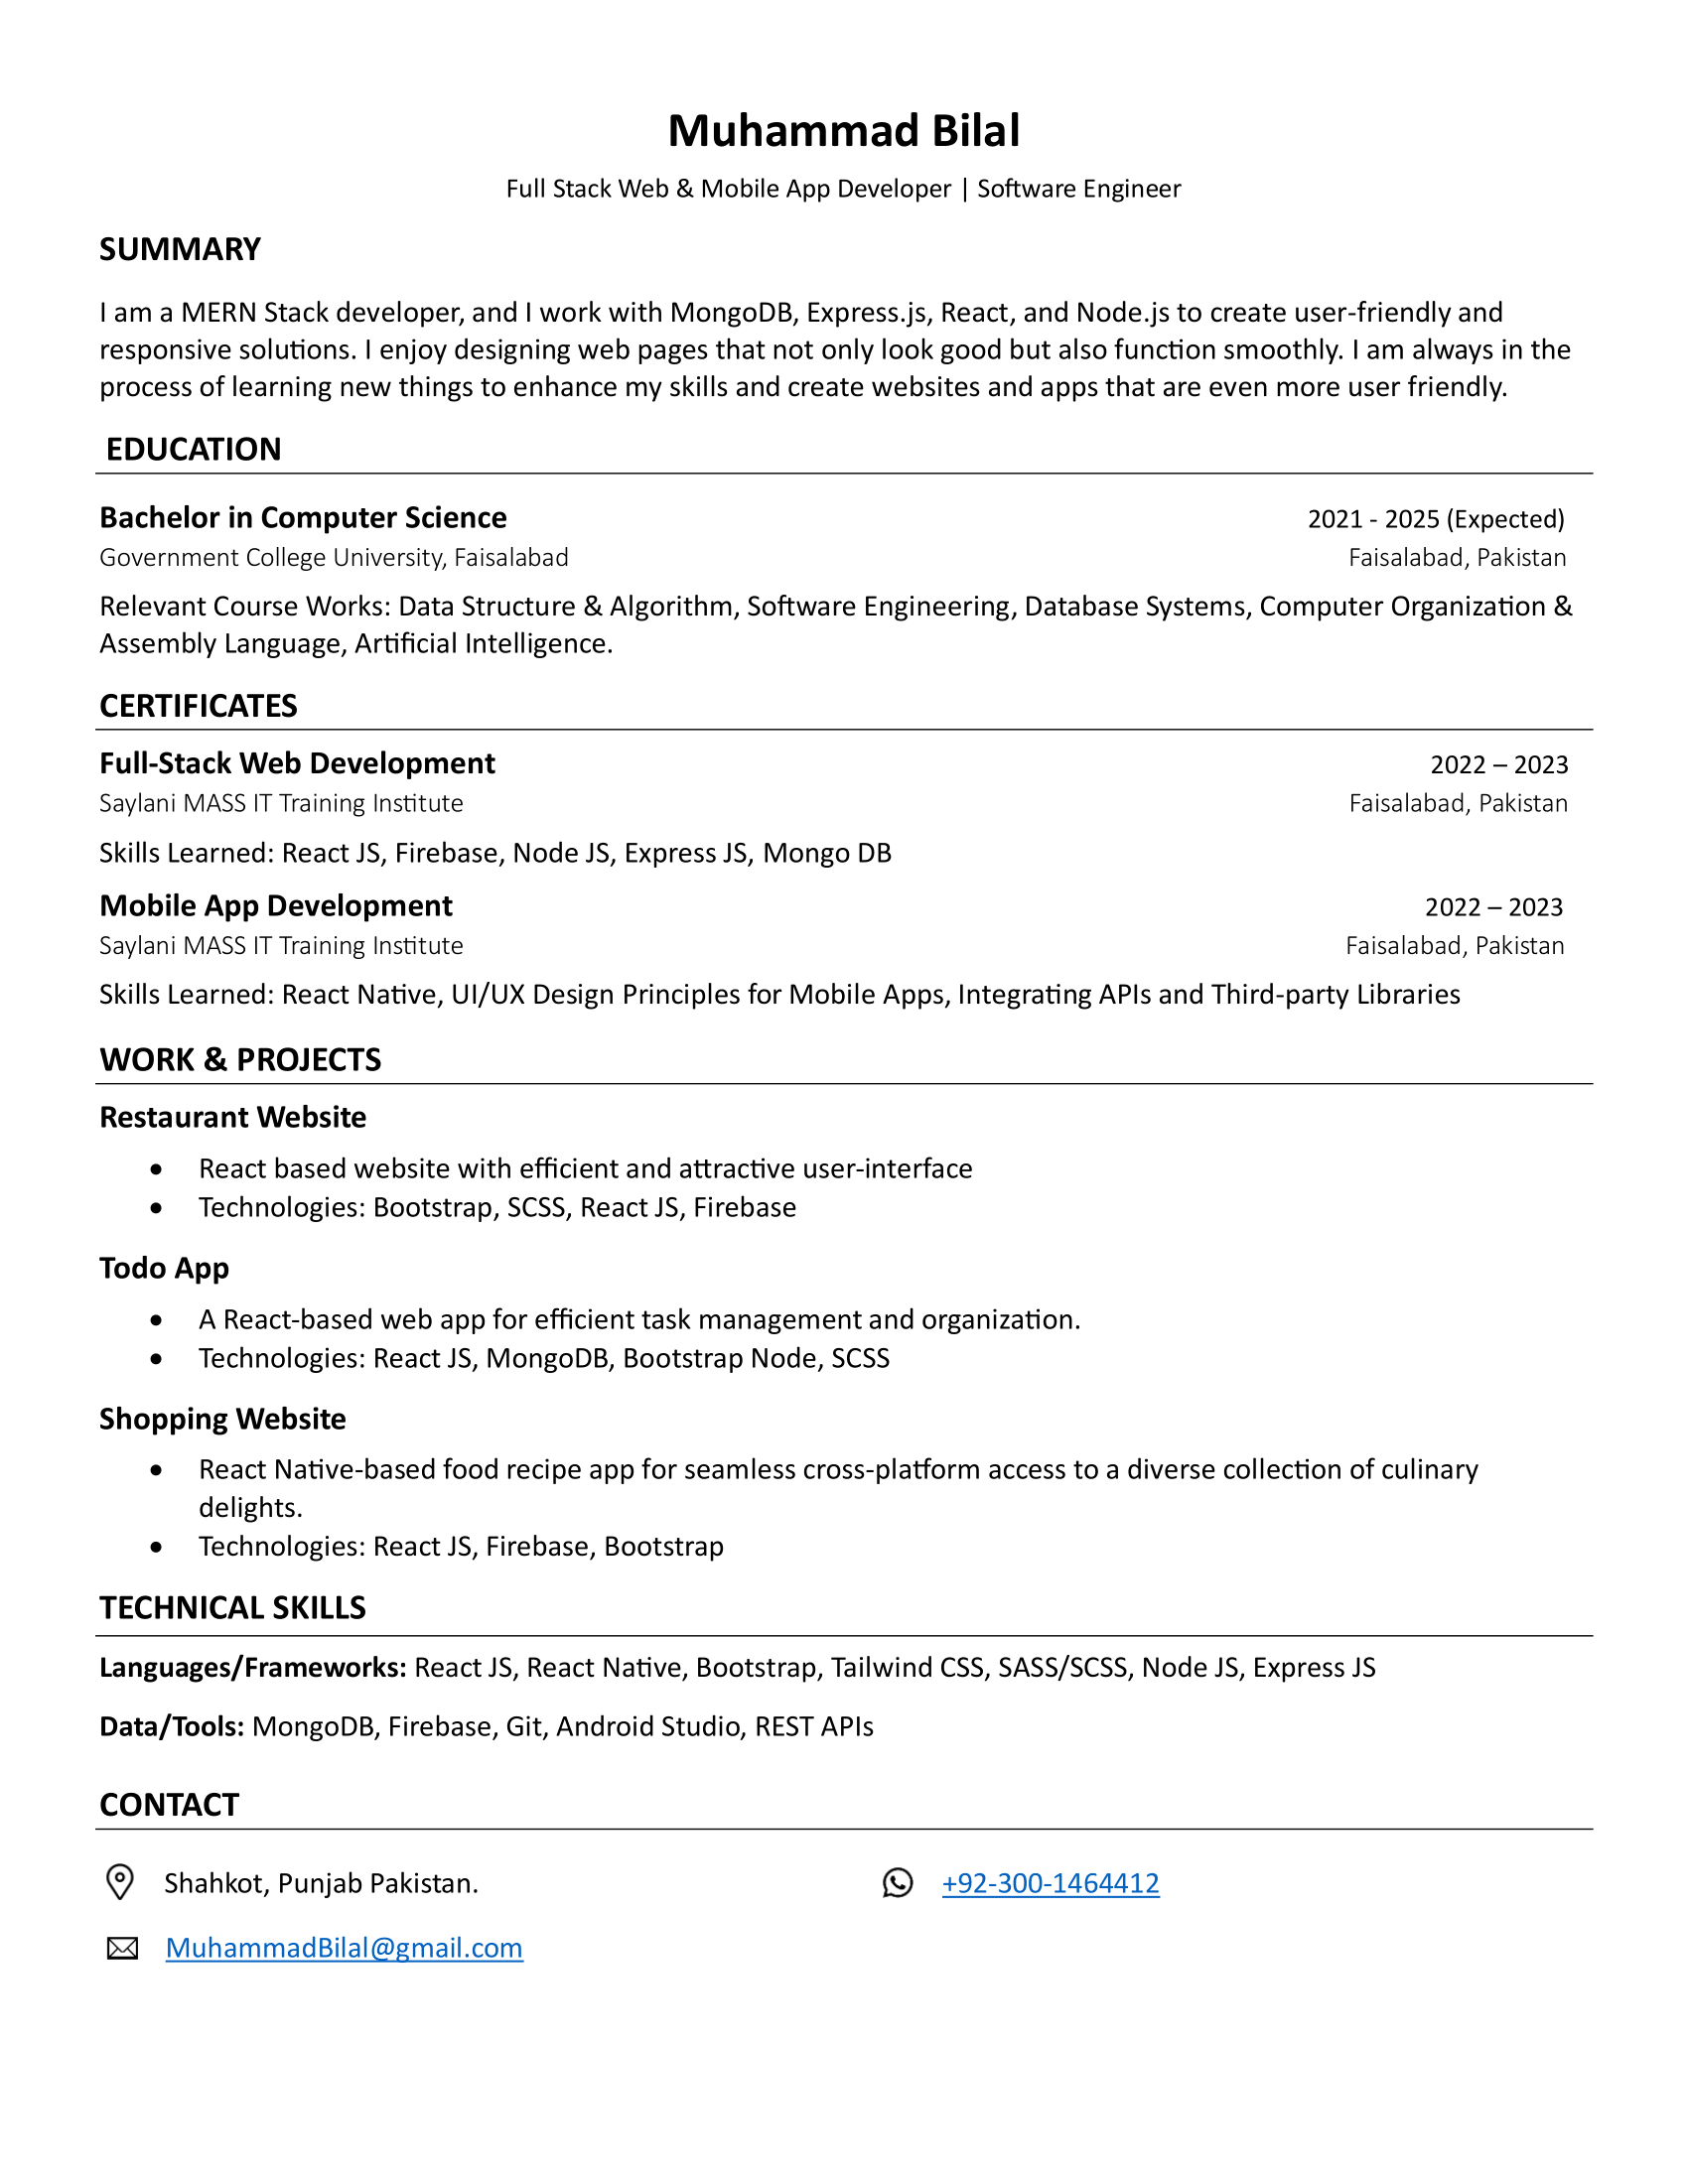 Muhammad Bilal
Full Stack Web & Mobile App Developer | Software Engineer
SUMMARY
I am a MERN Stack developer, and I work with MongoDB, Express.js, React, and Node.js to create user-friendly and
responsive solutions. I enjoy designing web pages that not only look good but also function smoothly. I am always in the
process of learning new things to enhance my skills and create websites and apps that are even more user friendly.
EDUCATION
Bachelor in Computer Science 2021 - 2025 (Expected)
Government College University, Faisalabad Faisalabad, Pakistan
Relevant Course Works: Data Structure & Algorithm, Software Engineering, Database Systems, Computer Organization &
Assembly Language, Artificial Intelligence.
CERTIFICATES
Full-Stack Web Development 2022 – 2023
Saylani MASS IT Training Institute Faisalabad, Pakistan
Skills Learned: React JS, Firebase, Node JS, Express JS, Mongo DB
Mobile App Development 2022 – 2023
Saylani MASS IT Training Institute Faisalabad, Pakistan
Skills Learned: React Native, UI/UX Design Principles for Mobile Apps, Integrating APIs and Third-party Libraries
WORK & PROJECTS
Restaurant Website
• React based website with efficient and attractive user-interface
• Technologies: Bootstrap, SCSS, React JS, Firebase
Todo App
• A React-based web app for efficient task management and organization.
• Technologies: React JS, MongoDB, Bootstrap Node, SCSS
Shopping Website
• React Native-based food recipe app for seamless cross-platform access to a diverse collection of culinary
delights.
• Technologies: React JS, Firebase, Bootstrap
TECHNICAL SKILLS
Languages/Frameworks: React JS, React Native, Bootstrap, Tailwind CSS, SASS/SCSS, Node JS, Express JS
Data/Tools: MongoDB, Firebase, Git, Android Studio, REST APIs
CONTACT
Shahkot, Punjab Pakistan. +92-300-1464412
MuhammadBilal@gmail.com